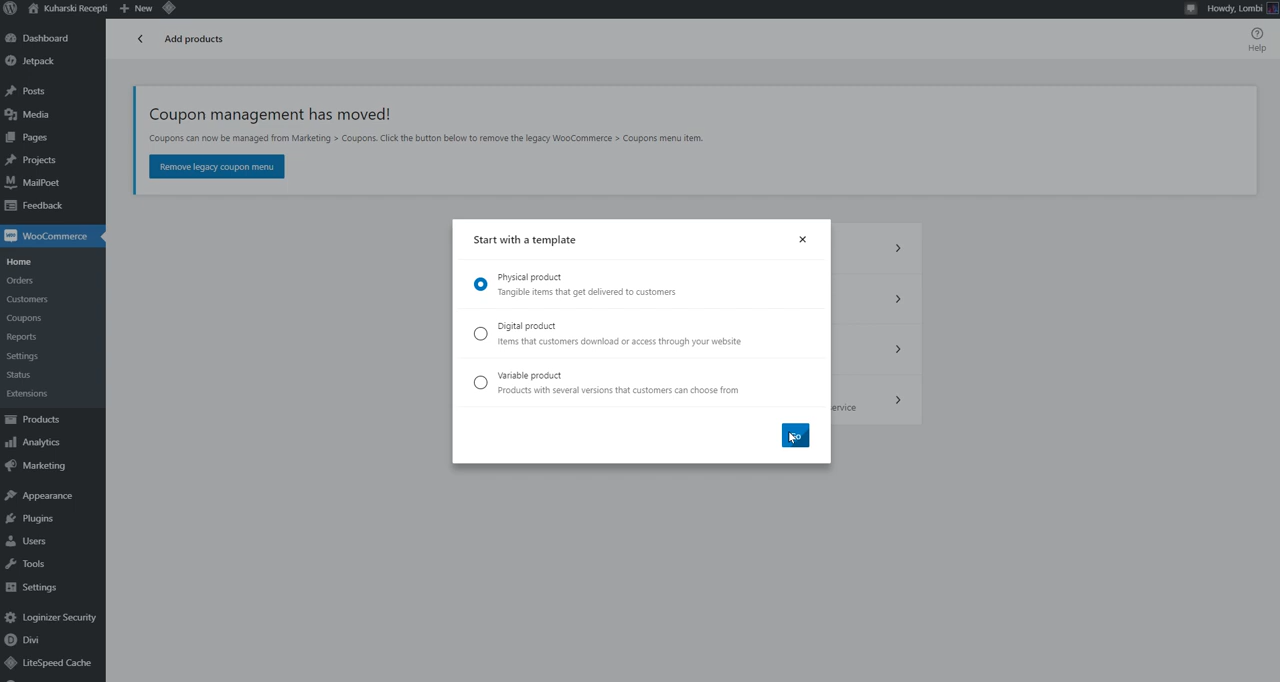 Kuharski Recepti
New
Howdy, Lombi
Dashboard
Jetpack
Posts
Media
Pages
Projects
MailPoet
Feedback
WooCommerce
Home
Orders
Customers
Coupons
Reports
Settings
Status
Extensions
Products
Analytics
Marketing
Appearance
Plugins
Users
Tools
Settings
Loginizer Security
Divi
LiteSpeed Cache
Add products
Help
Coupon management has moved!
Coupons can now be managed from Marketing > Coupons. Click the button below to remove the legacy WooCommerce > Coupons menu item.
Remove legacy coupon menu
Start with a template
Physical product
Tangible items that get delivered to customers
Digital product
Items that customers download or access through your website
Variable product
Products with several versions that customers can choose from